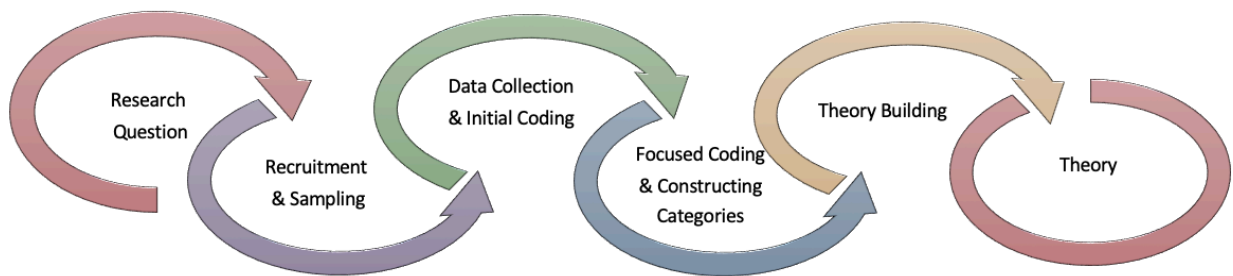 Research
Question
Recruitment
& Sampling
Data Collection
& Initial Coding
Focused Coding
& Constructing
Categories
Theory Building
Theory